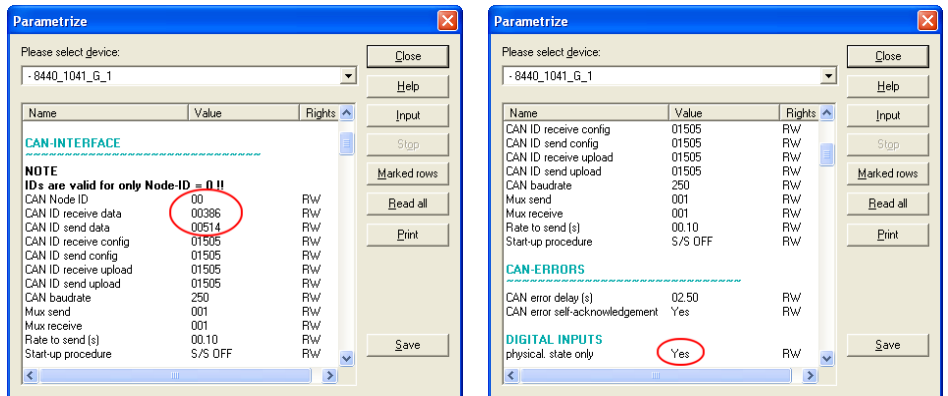 Parametrize
Please select device:
- 8440_1041_G_1
Close
Help
Input
Stop
Marked rows
Read all
Print
Save
Name Value Rights
CAN-INTERFACE
~~~~~~~~~~~~~~~~~~~~~~~~~~~~~~
NOTE
IDs are valid for only Node-ID = 0 !!
CAN Node ID 00 RW
CAN ID receive data 00386 RW
CAN ID send data 00514 RW
CAN ID receive config 01505 RW
CAN ID send config 01505 RW
CAN ID receive upload 01505 RW
CAN ID send upload 01505 RW
CAN baudrate 250 RW
Mux send 001 RW
Mux receive 001 RW
Rate to send (s) 00.10 RW
Start-up procedure S/S OFF RW
Parametrize
Please select device:
- 8440_1041_G_1
Close
Help
Input
Stop
Marked rows
Read all
Print
Save
Name Value Rights
CAN ID receive config 01505 RW
CAN ID send config 01505 RW
CAN ID receive upload 01505 RW
CAN ID send upload 01505 RW
CAN baudrate 250 RW
Mux send 001 RW
Mux receive 001 RW
Rate to send (s) 00.10 RW
Start-up procedure S/S OFF RW
CAN-ERRORS
~~~~~~~~~~~~~~~~~~~~~~~~~~~~~~
CAN error delay (s) 02.50 RW
CAN error self-acknowledgement Yes RW
DIGITAL INPUTS
physical. state only Yes RW